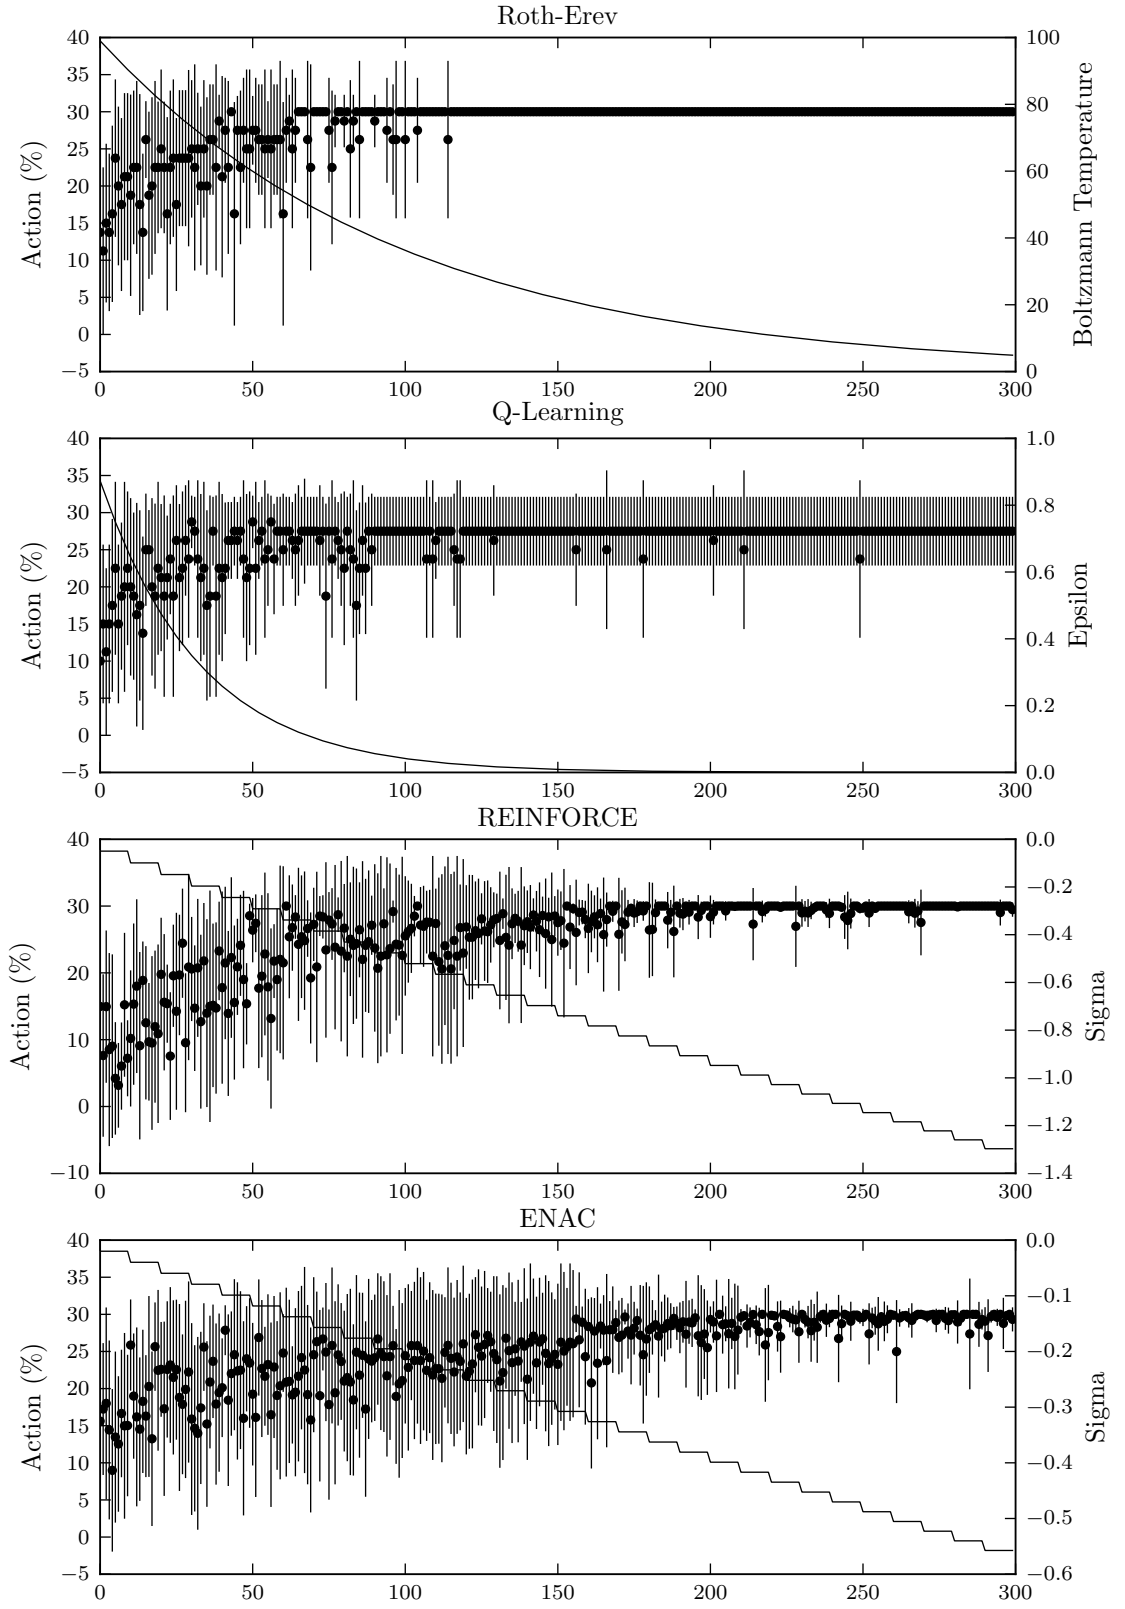 Roth-Erev
40 35 30 25 20 15 10 5 0 −5
Action (%)
100 80 60 40 20 0
Boltzmann Temperature
0 50 100 150 200 250 300
Q-Learning
40 35 30 25 20 15 10 5 0 −5
Action (%)
1.0 0.8 0.6 0.4 0.2 0.0
Epsilon
0 50 100 150 200 250 300
REINFORCE
40 30 20 10 0 −10
Action (%)
0.0 −0.2 −0.4 −0.6 −0.8 −1.0 −1.2 −1.4
Sigma
0 50 100 150 200 250 300
ENAC
40 35 30 25 20 15 10 5 0 −5
Action (%)
0.0 −0.1 −0.2 −0.3 −0.4 −0.5 −0.6
Sigma
0 50 100 150 200 250 300